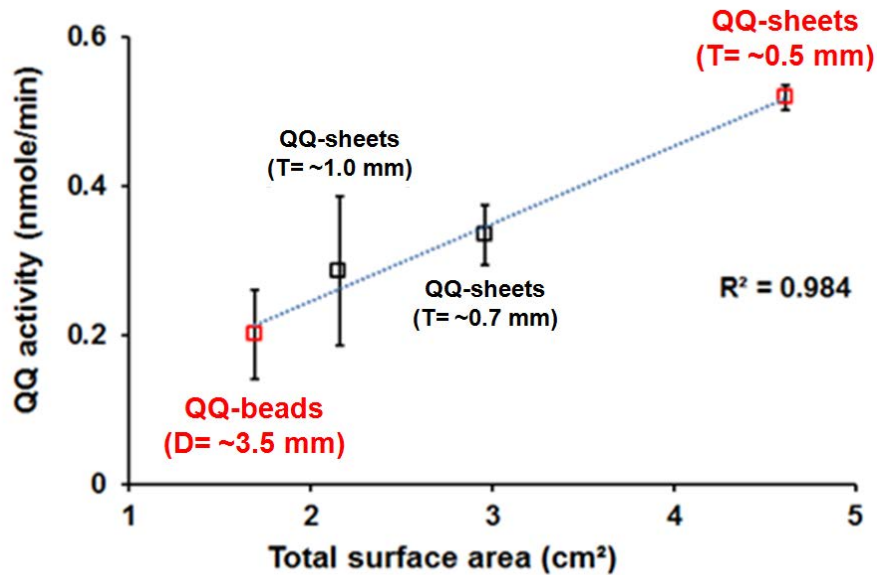 QQ-sheets
(T= ~0.5 mm)
0.6
QQ-sheets
(T= ~1.0 mm)
0.4
QQ activity (nmole/min)
QQ-sheets
(T= ~0.7 mm)
R² = 0.984
0.2
QQ-beads
(D= ~3.5 mm)
0
1 2 3 4 5
Total surface area (cm²)